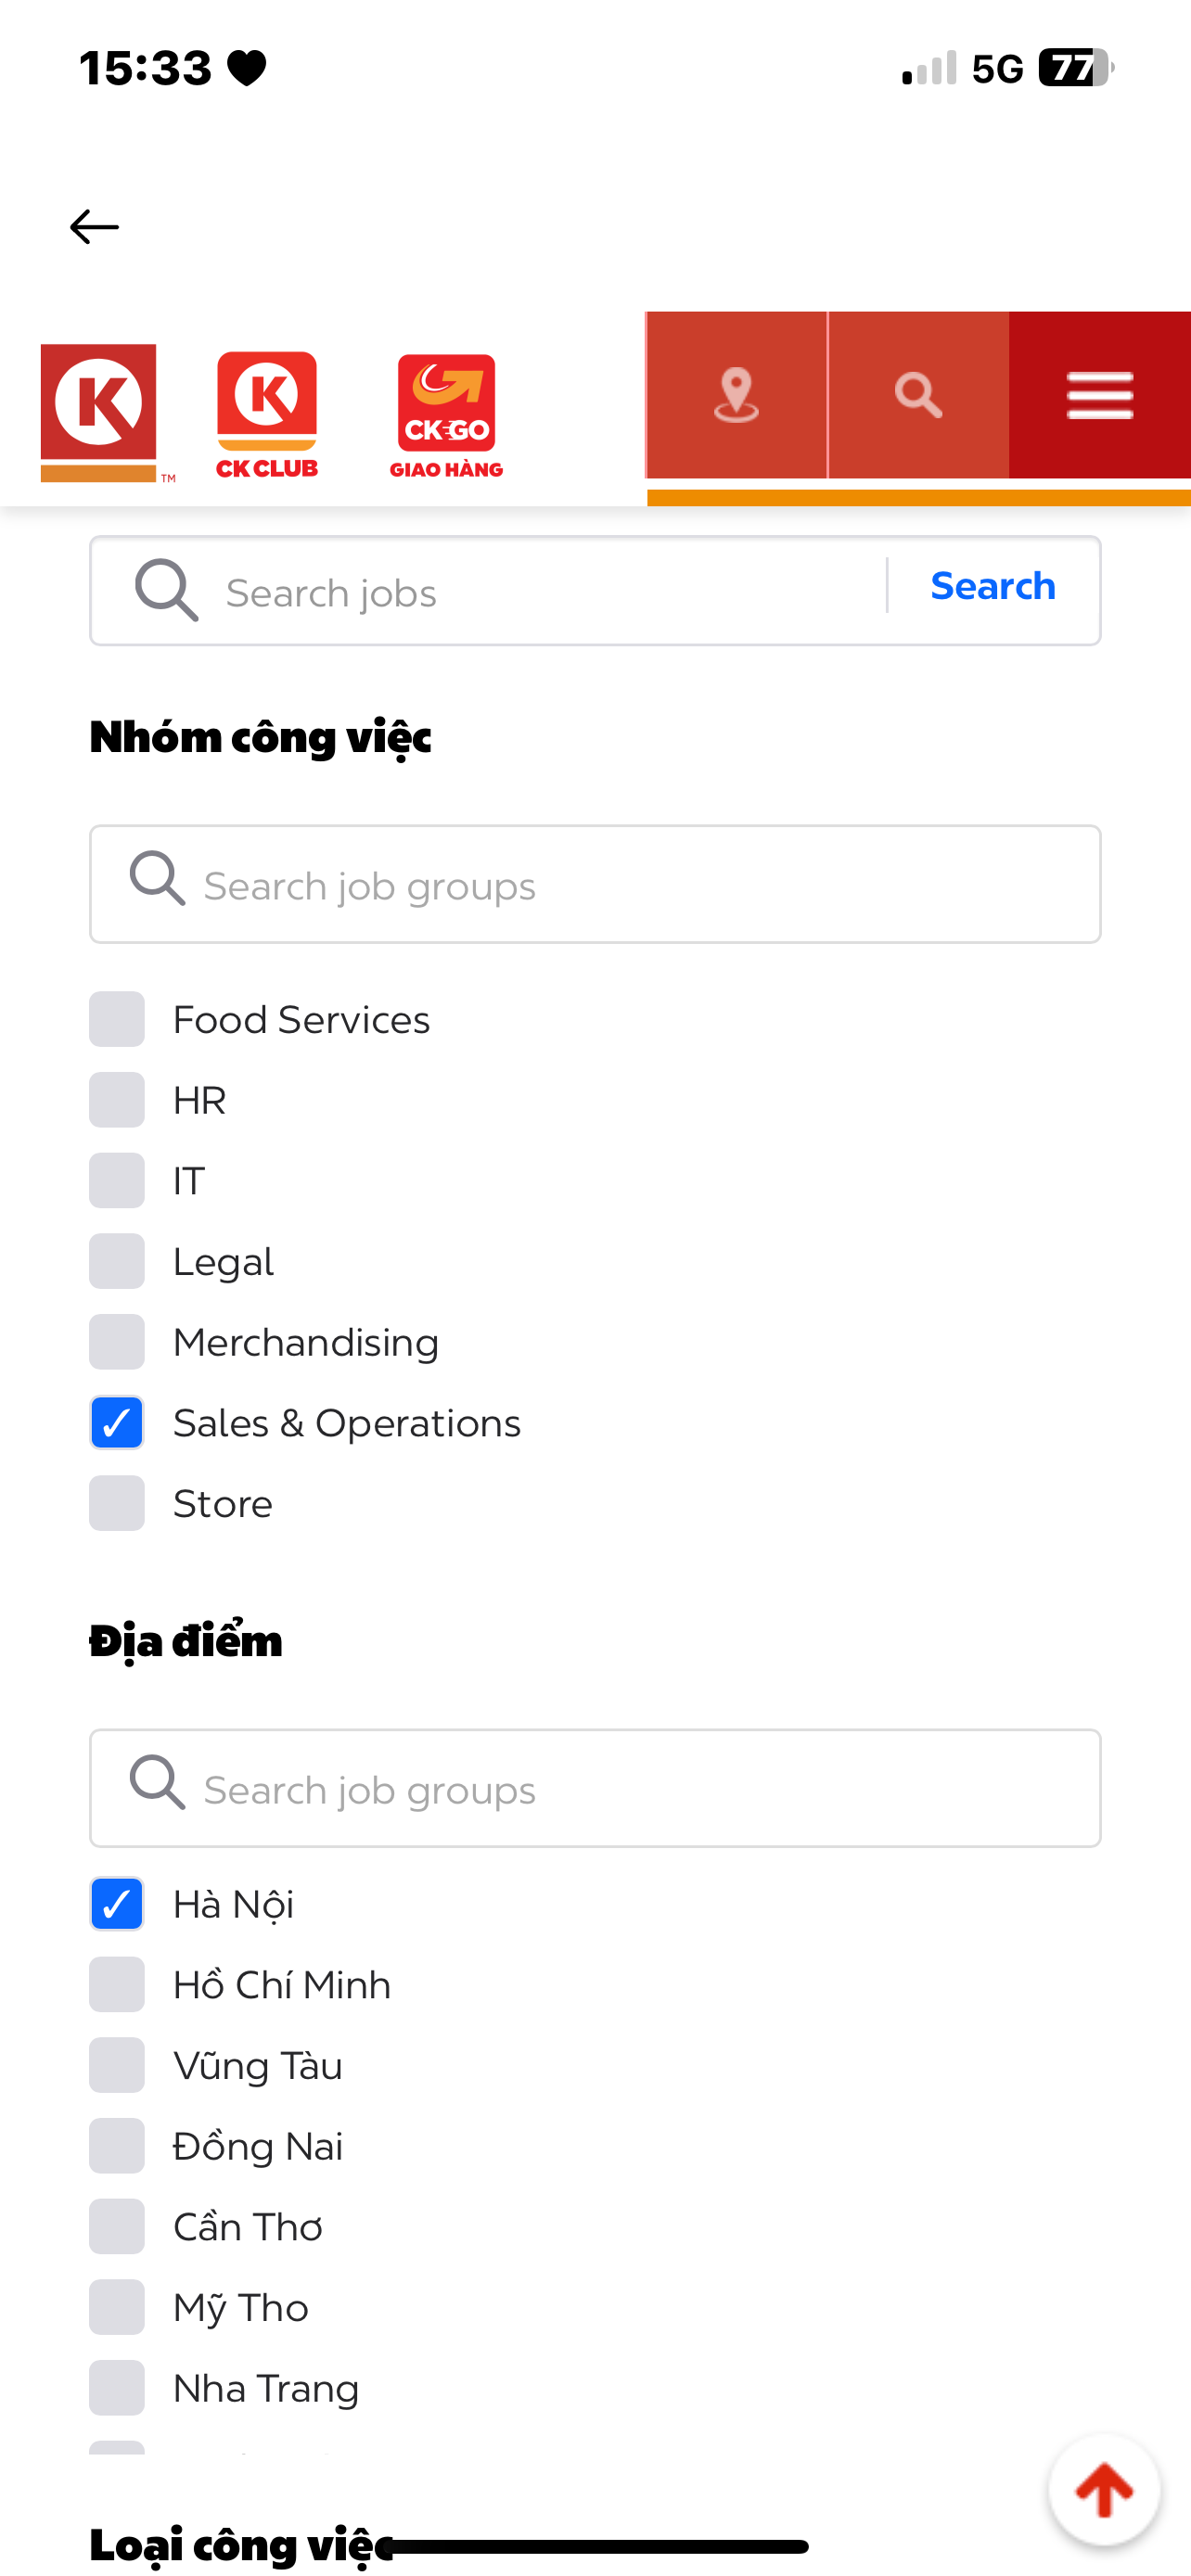 15:33
5G 77
K
TM
K
CK CLUB
CK GO
GIAO HÀNG
Search jobs
Search
Nhóm công việc
Search job groups
Food Services
HR
IT
Legal
Merchandising
Sales & Operations
Store
Địa điểm
Search job groups
Hà Nội
Hồ Chí Minh
Vũng Tàu
Đồng Nai
Cần Thơ
Mỹ Tho
Nha Trang
Loại công việc